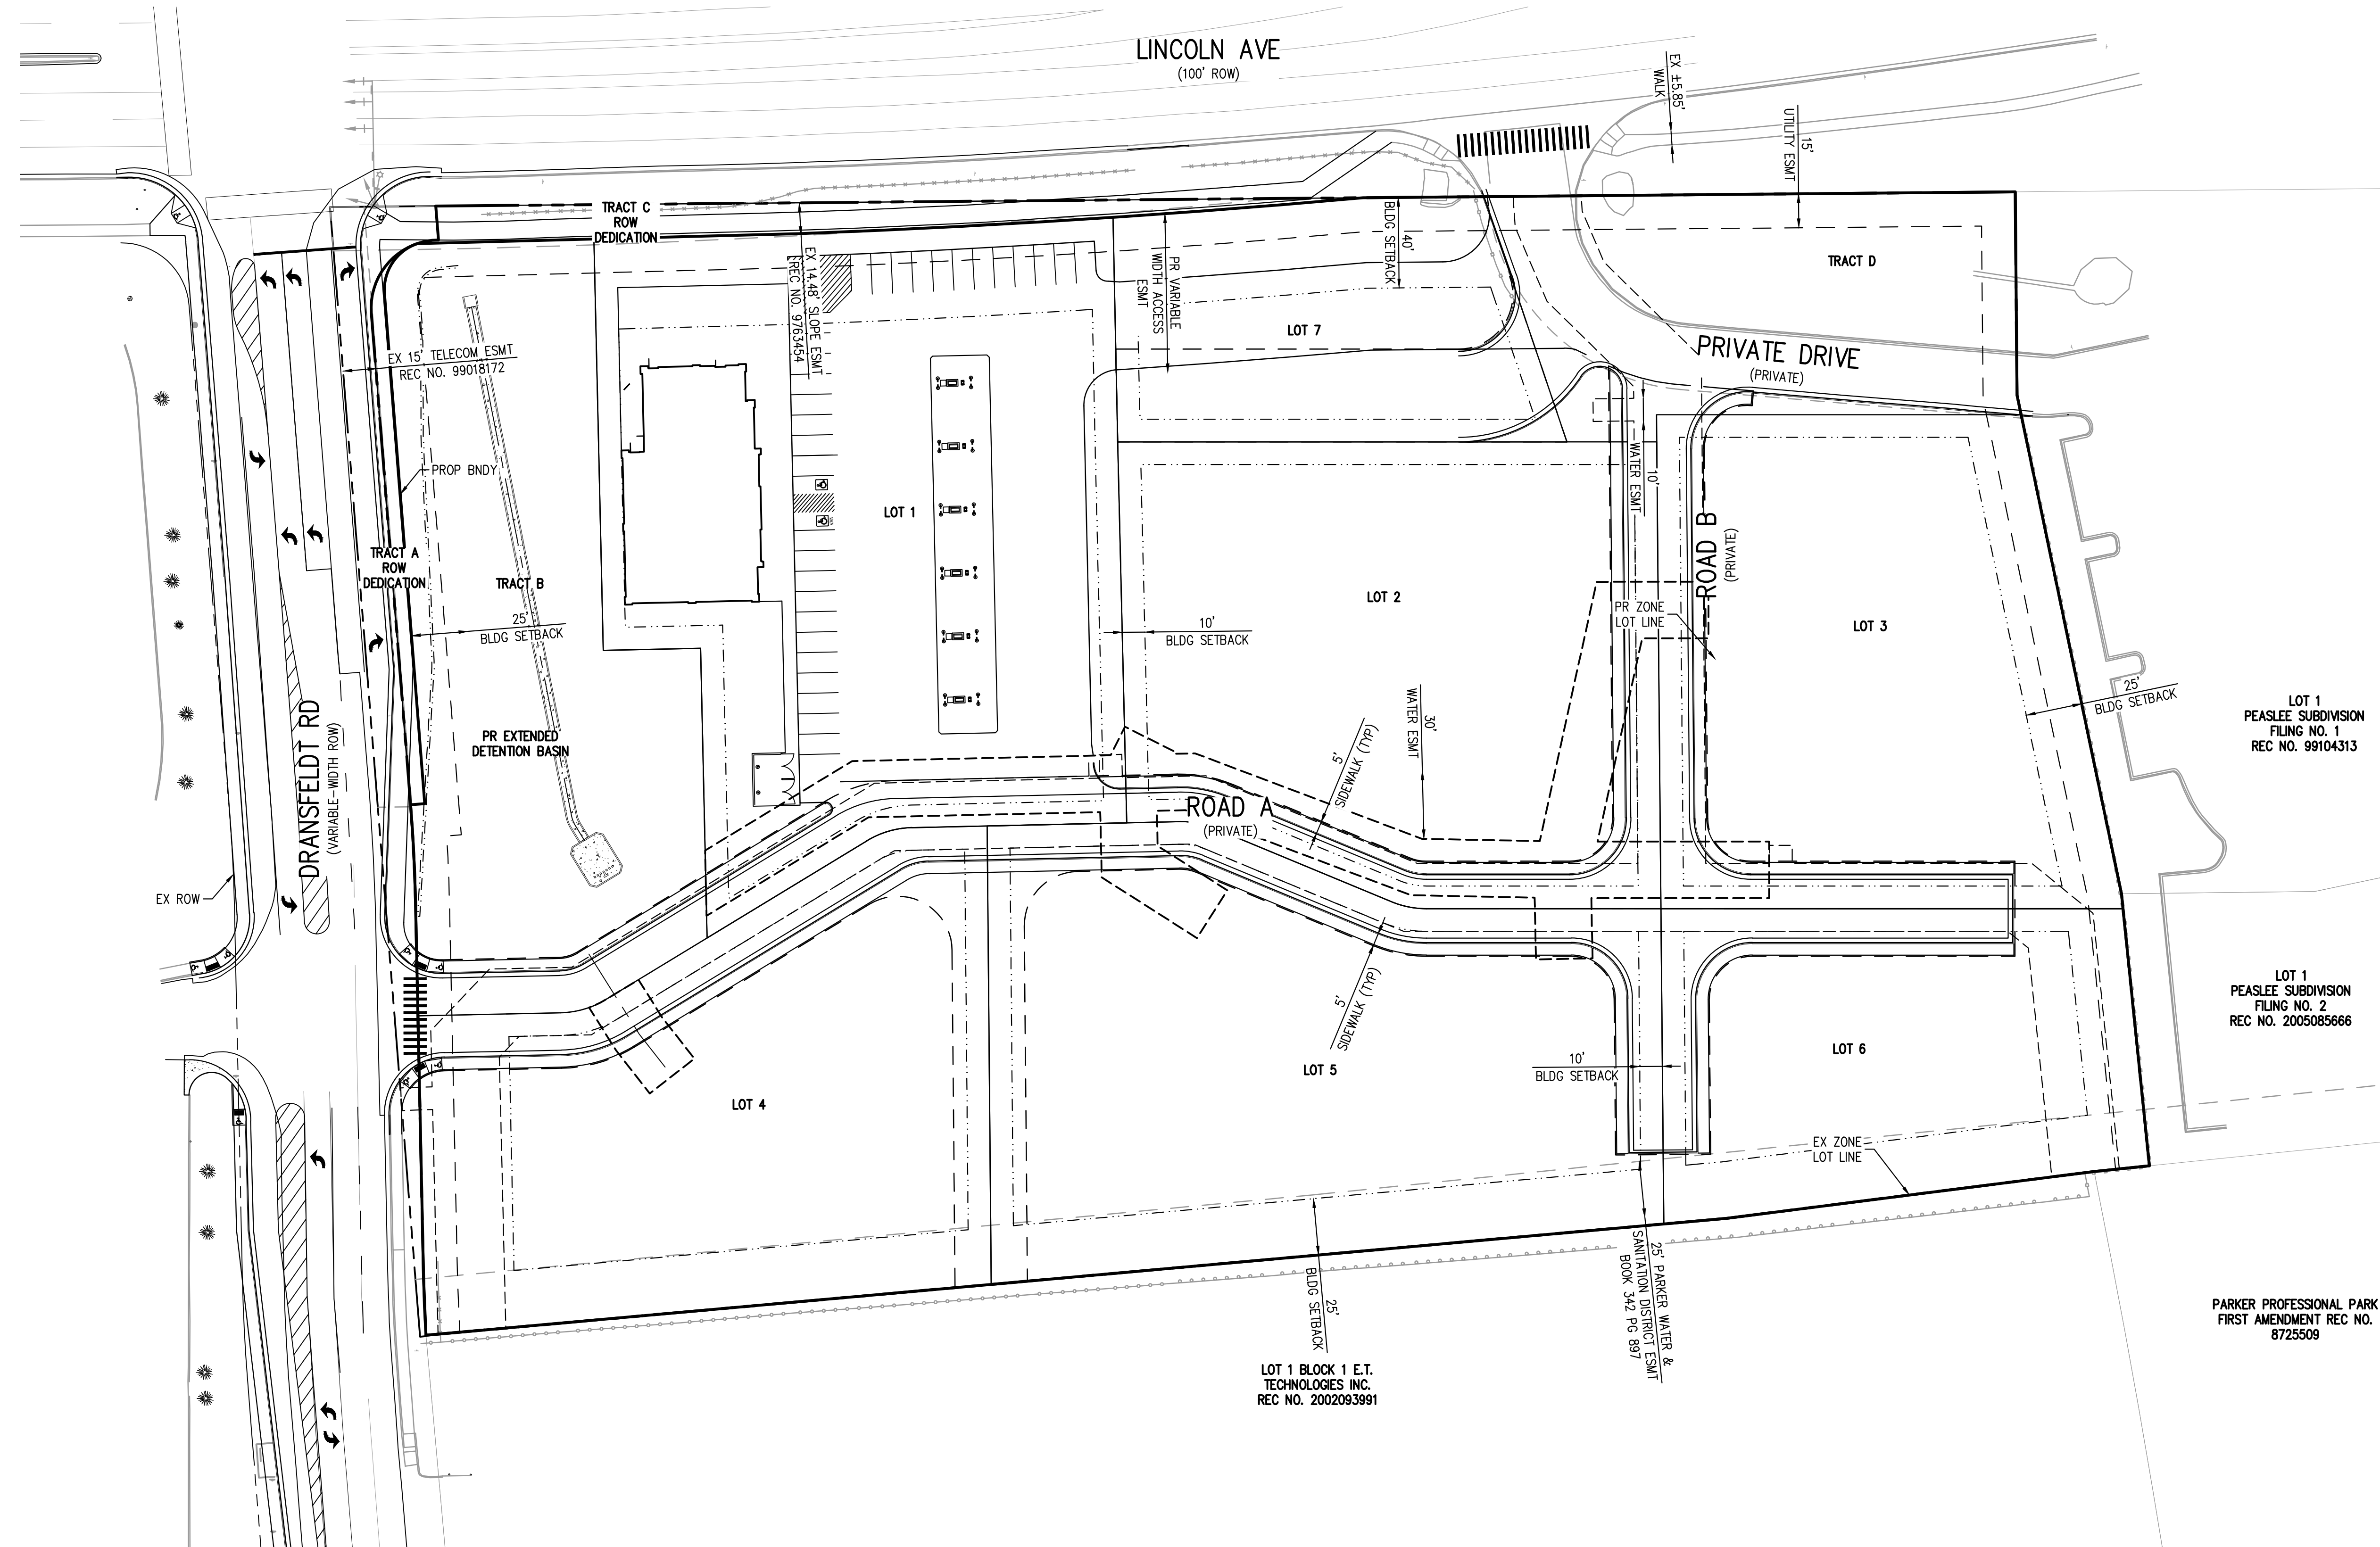 LINCOLN AVE
(100' ROW)
EX ±5.85'
WALK
15'
UTILITY ESMT
TRACT C
ROW
DEDICATION
40'
BLDG SETBACK
TRACT D
EX 14.48' SLOPE ESMT
REC NO. 9763454
PR VARIABLE
WIDTH ACCESS
ESMT
LOT 7
PRIVATE DRIVE
(PRIVATE)
EX 15' TELECOM ESMT
REC NO. 99018172
PROP BNDY
10'
WATER ESMT
LOT 1
ROAD B
(PRIVATE)
TRACT A
ROW
DEDICATION
TRACT B
LOT 2
PR ZONE
LOT LINE
LOT 3
25'
BLDG SETBACK
10'
BLDG SETBACK
25'
BLDG SETBACK
30'
WATER ESMT
LOT 1
PEASLEE SUBDIVISION
FILING NO. 1
REC NO. 99104313
DRANSFELDT RD
(VARIABLE-WIDTH ROW)
PR EXTENDED
DETENTION BASIN
5'
SIDEWALK (TYP)
ROAD A
(PRIVATE)
EX ROW
5'
SIDEWALK (TYP)
LOT 1
PEASLEE SUBDIVISION
FILING NO. 2
REC NO. 2005085666
LOT 4
LOT 5
10'
BLDG SETBACK
LOT 6
EX ZONE
LOT LINE
25'
BLDG SETBACK
25' PARKER WATER &
SANITATION DISTRICT ESMT
BOOK 342 PG 897
PARKER PROFESSIONAL PARK
FIRST AMENDMENT REC NO.
8725509
LOT 1 BLOCK 1 E.T.
TECHNOLOGIES INC.
REC NO. 2002093991